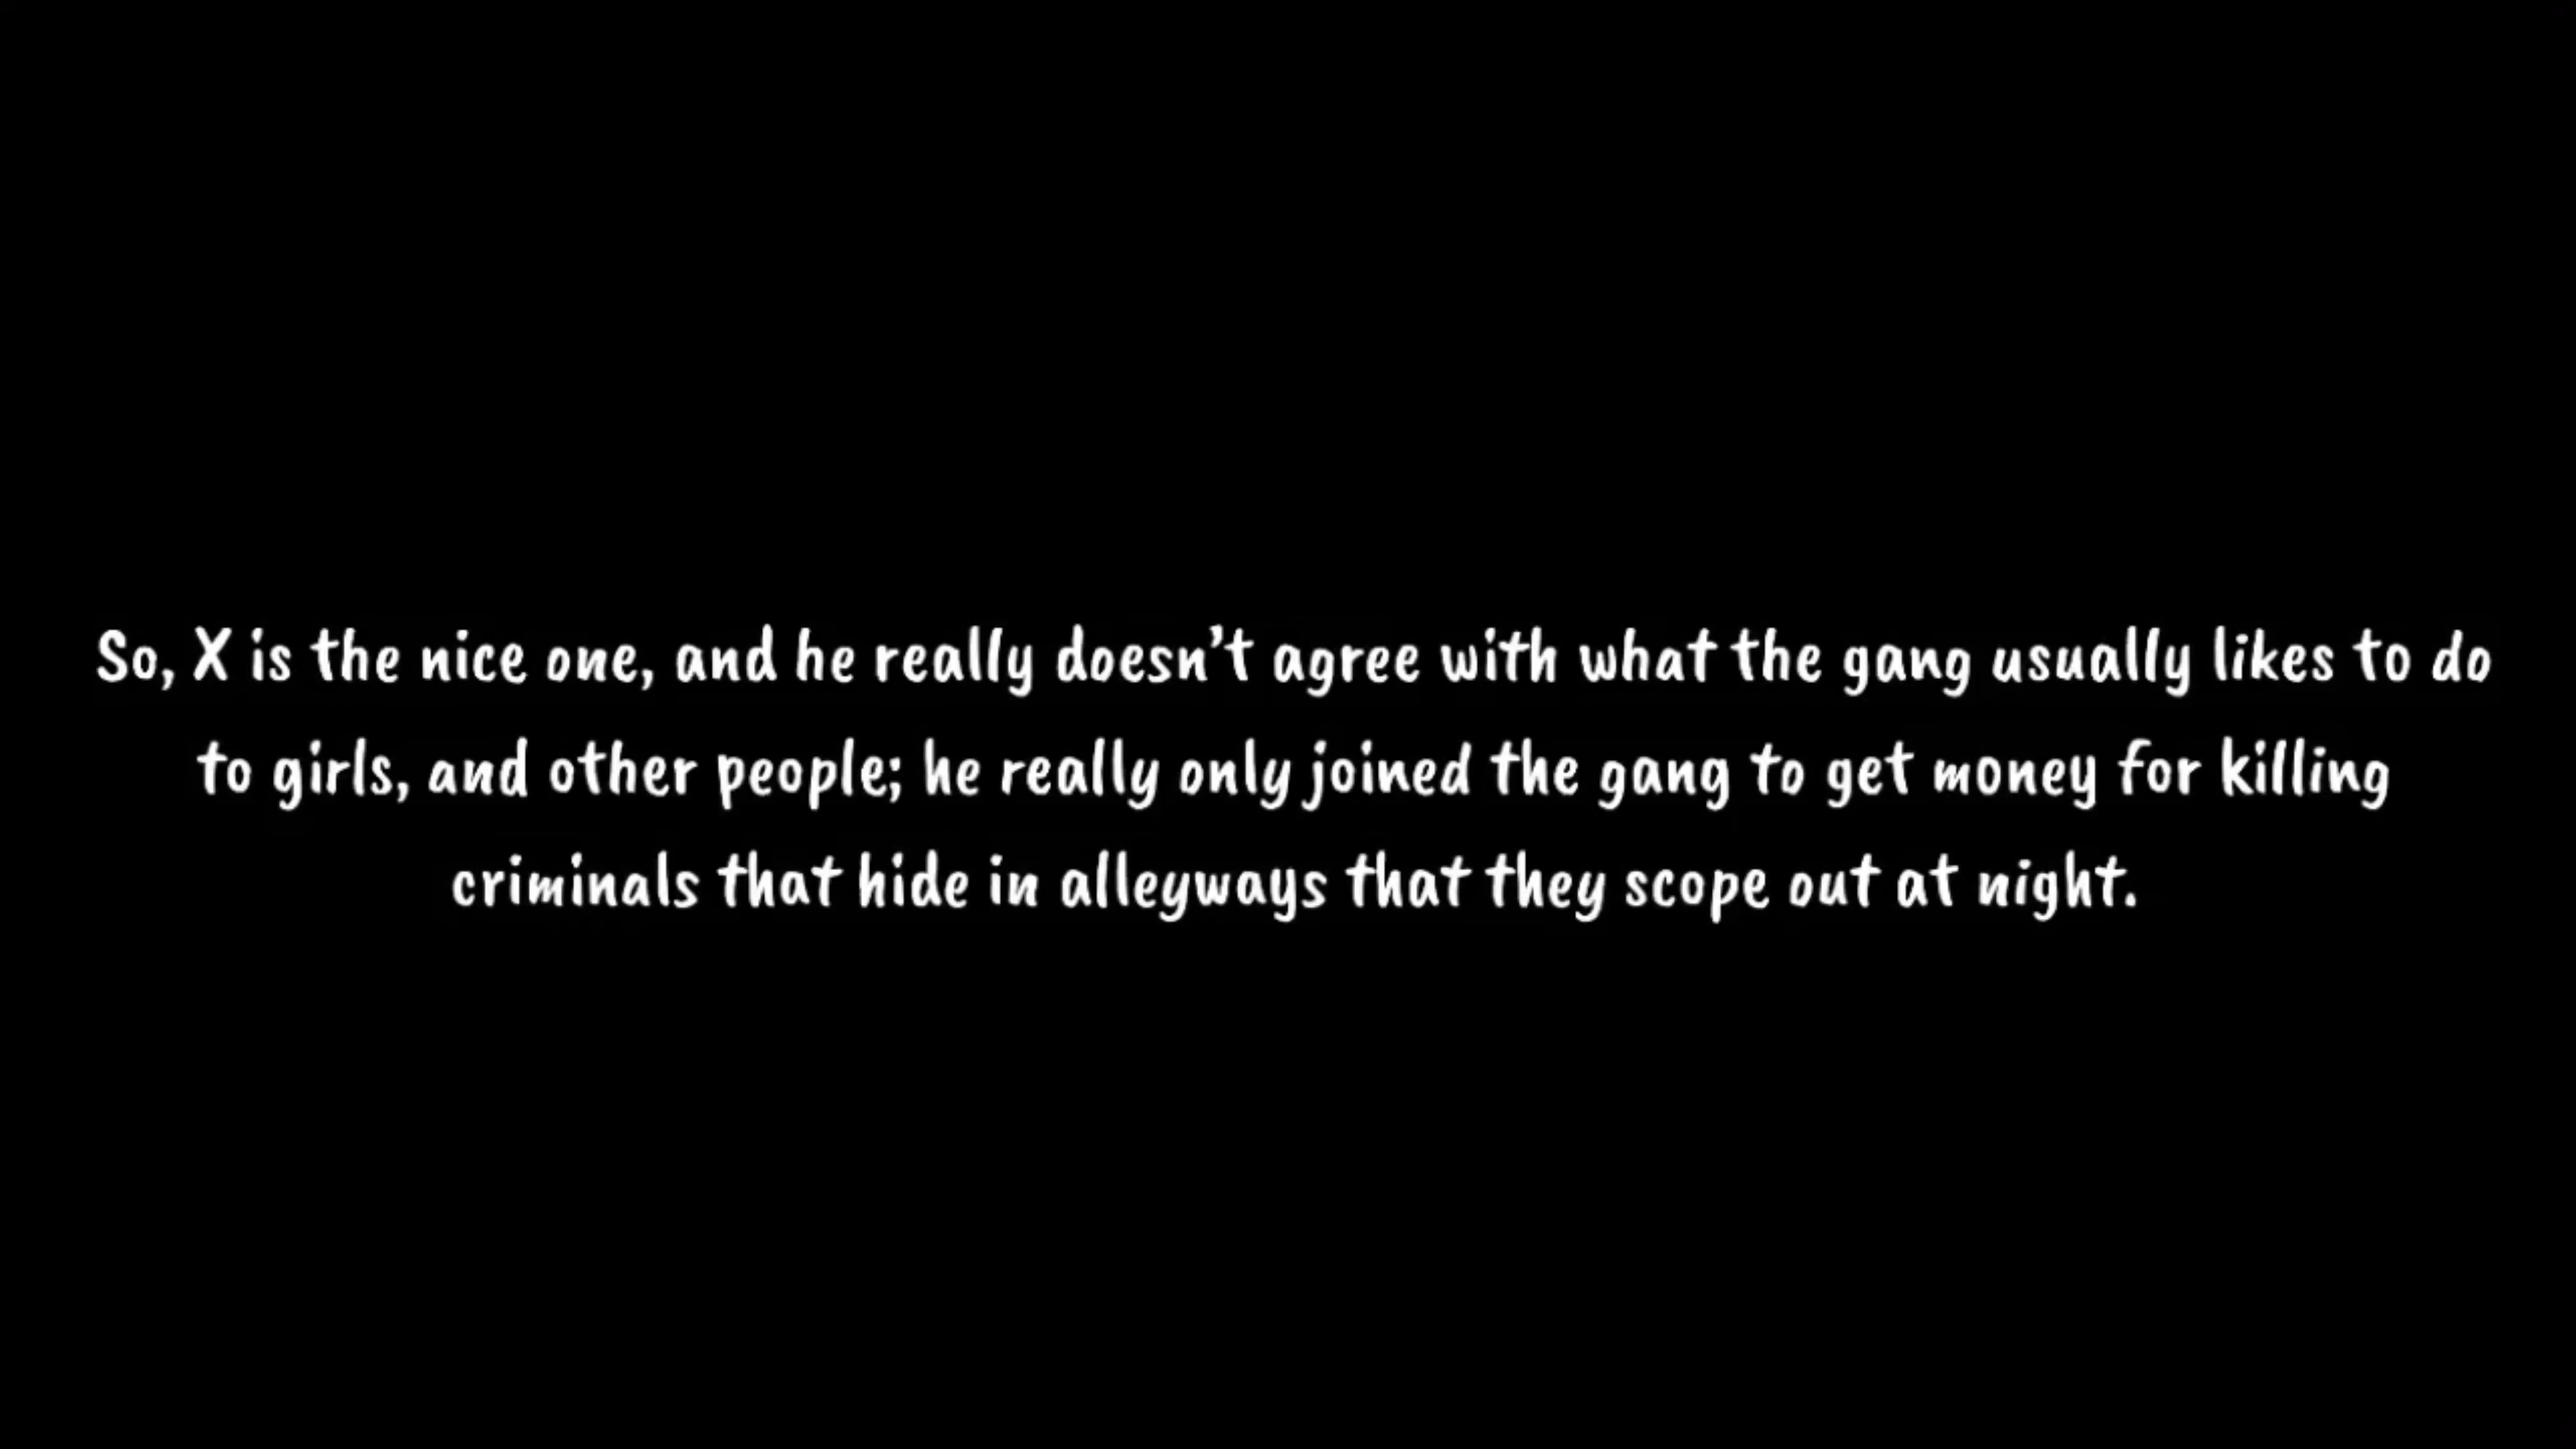 So, X is the nice one, and he really doesn't agree with what the gang usually likes to do
to girls, and other people; he really only joined the gang to get money for killing
criminals that hide in alleyways that they scope out at night.